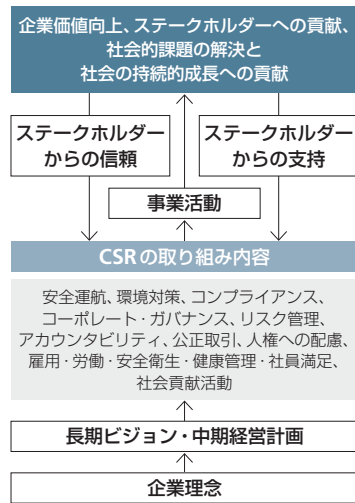 企業価値向上、ステークホルダーへの貢献、
社会的課題の解決と
社会の持続的成長への貢献
ステークホルダー
からの信頼
ステークホルダー
からの支持
事業活動
CSRの取り組み内容
安全運航、環境対策、コンプライアンス、
コーポレート・ガバナンス、リスク管理、
アカウンタビリティ、公正取引、人権への配慮、
雇用・労働・安全衛生・健康管理・社員満足、
社会貢献活動
長期ビジョン・中期経営計画
企業理念